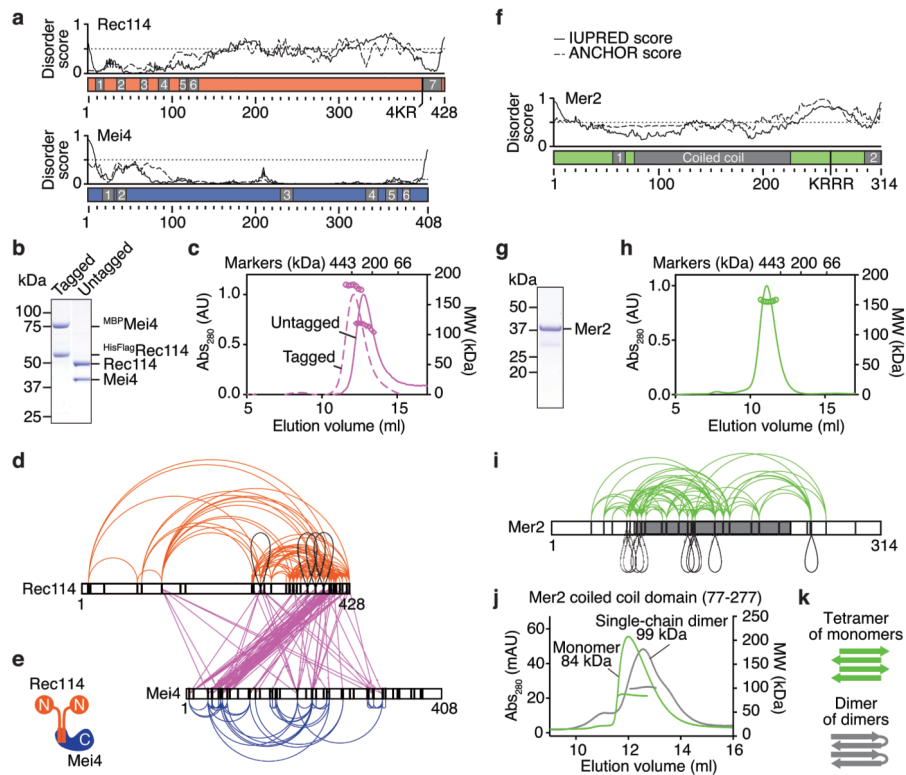 a
Rec114
Disorder
score
1
0
1 2 3 4 5 6 7
1 100 200 300 4KR 428
Mei4
Disorder
score
1
0
1 2 3 4 5 6
1 100 200 300 408
f
IUPRED score
ANCHOR score
Mer2
Disorder
score
1
0
1 Coiled coil 2
1 100 200 KRRR 314
b
kDa
Tagged
Untagged
100
75
50
37
25
MBPMei4
HisFlagRec114
Rec114
Mei4
c
Markers (kDa) 443 200 66
Abs280 (AU)
1.0
0.5
0.0
Untagged
Tagged
200
150
100
50
0
MW (kDa)
5 10 15
Elution volume (ml)
g
kDa
50
37
25
20
Mer2
h
Markers (kDa)
443 200 66
Abs280 (AU)
1.0
0.5
0.0
200
150
100
50
0
MW (kDa)
5 10 15
Elution volume (ml)
d
Rec114
1 428
Mei4
1 408
e
Rec114
N N
C
Mei4
i
Mer2
1 314
j
Mer2 coiled coil domain (77-277)
Single-chain dimer
99 kDa
Monomer
84 kDa
Abs280 (mAU)
60
40
20
0
250
200
150
100
50
0
MW (kDa)
10 12 14 16
Elution volume (ml)
k
Tetramer
of monomers
Dimer
of dimers